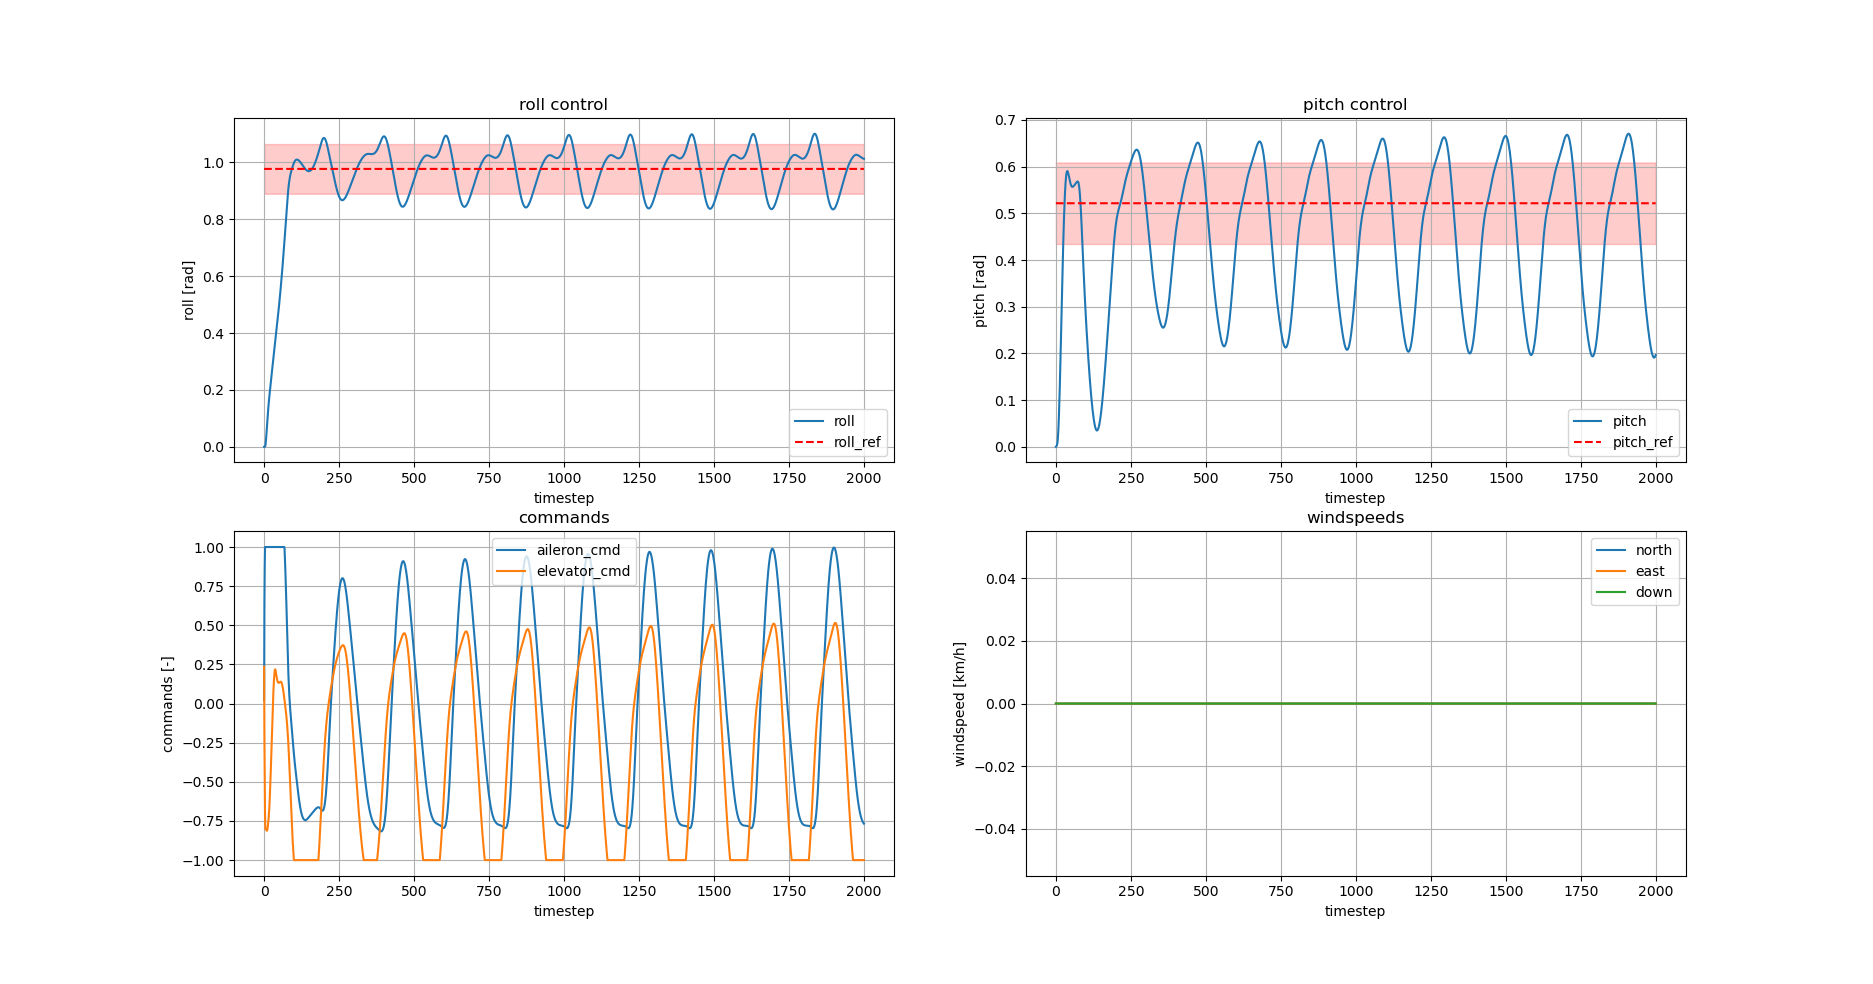 roll control
1.0
0.8
0.6
0.4
0.2
0.0
roll [rad]
roll
roll_ref
0 250 500 750 1000 1250 1500 1750 2000
timestep
pitch control
0.7
0.6
0.5
0.4
0.3
0.2
0.1
0.0
pitch [rad]
pitch
pitch_ref
0 250 500 750 1000 1250 1500 1750 2000
timestep
commands
1.00
0.75
0.50
0.25
0.00
−0.25
−0.50
−0.75
−1.00
commands [-]
aileron_cmd
elevator_cmd
0 250 500 750 1000 1250 1500 1750 2000
timestep
windspeeds
0.04
0.02
0.00
−0.02
−0.04
windspeed [km/h]
north
east
down
0 250 500 750 1000 1250 1500 1750 2000
timestep